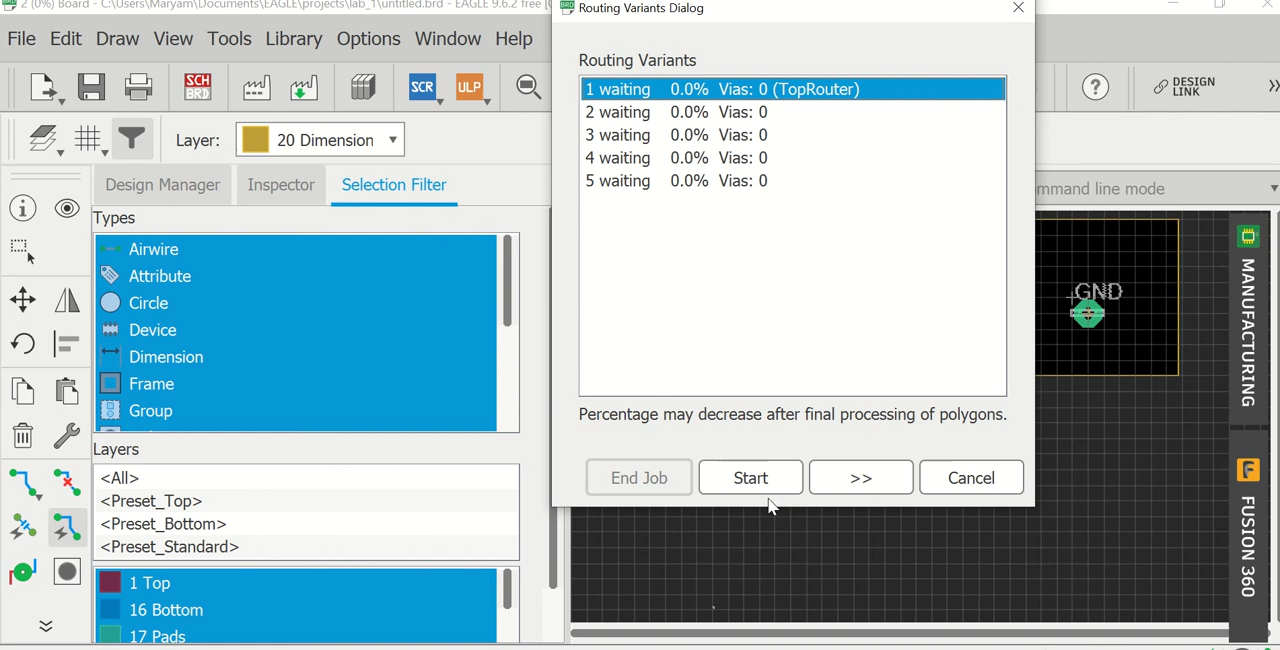 2 (0%) Board - C:\Users\Maryam\Documents\EAGLE\projects\lab_1\untitled.brd - EAGLE 9.6.2 free
Routing Variants Dialog
File Edit Draw View Tools Library Options Window Help
SCH BRD
SCR
ULP
DESIGN LINK
Layer: 20 Dimension
Design Manager Inspector Selection Filter
mmand line mode
Types
Airwire
Attribute
Circle
Device
Dimension
Frame
Group
Layers
<All>
<Preset_Top>
<Preset_Bottom>
<Preset_Standard>
1 Top
16 Bottom
17 Pads
Routing Variants
1 waiting 0.0% Vias: 0 (TopRouter)
2 waiting 0.0% Vias: 0
3 waiting 0.0% Vias: 0
4 waiting 0.0% Vias: 0
5 waiting 0.0% Vias: 0
Percentage may decrease after final processing of polygons.
End Job Start >> Cancel
GND
MANUFACTURING
FUSION 360